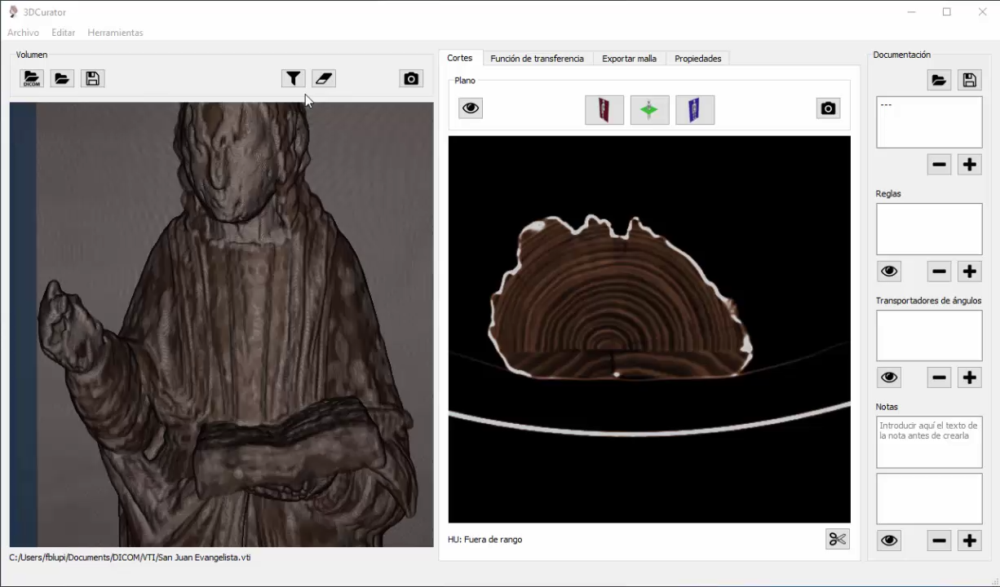 3DCurator
Archivo Editar Herramientas
Volumen
DICOM
C:/Users/fblupi/Documents/DICOM/VTI/San Juan Evangelista.vti
Cortes Función de transferencia Exportar malla Propiedades
Plano
HU: Fuera de rango
Documentación
---
Reglas
Transportadores de ángulos
Notas
Introducir aquí el texto de
la nota antes de crearla